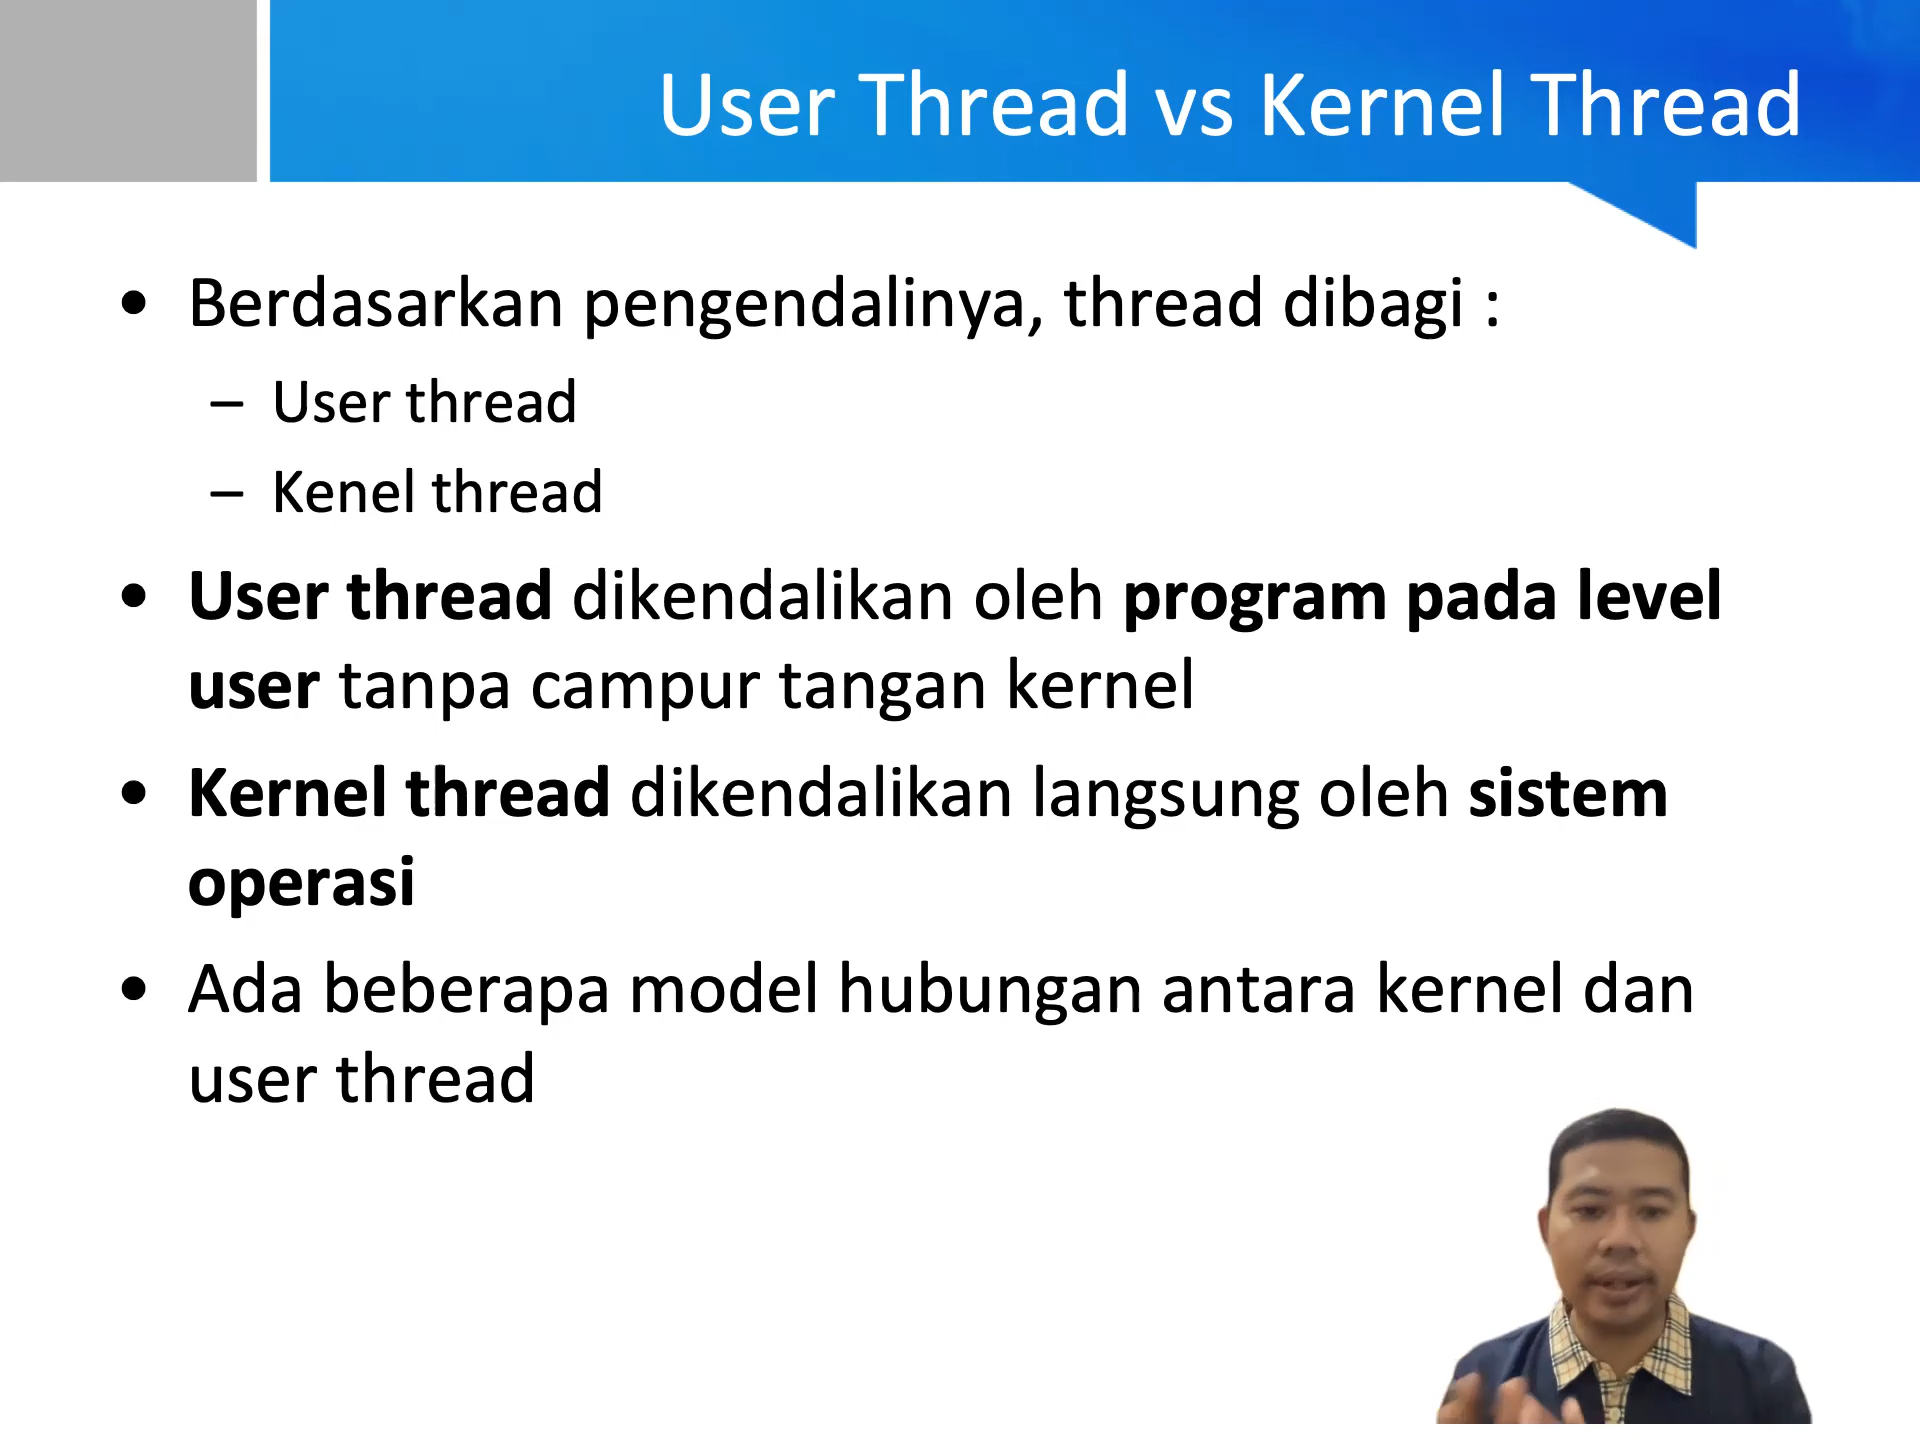 User Thread vs Kernel Thread
• Berdasarkan pengendalinya, thread dibagi :
– User thread
– Kenel thread
• User thread dikendalikan oleh program pada level
user tanpa campur tangan kernel
• Kernel thread dikendalikan langsung oleh sistem
operasi
• Ada beberapa model hubungan antara kernel dan
user thread